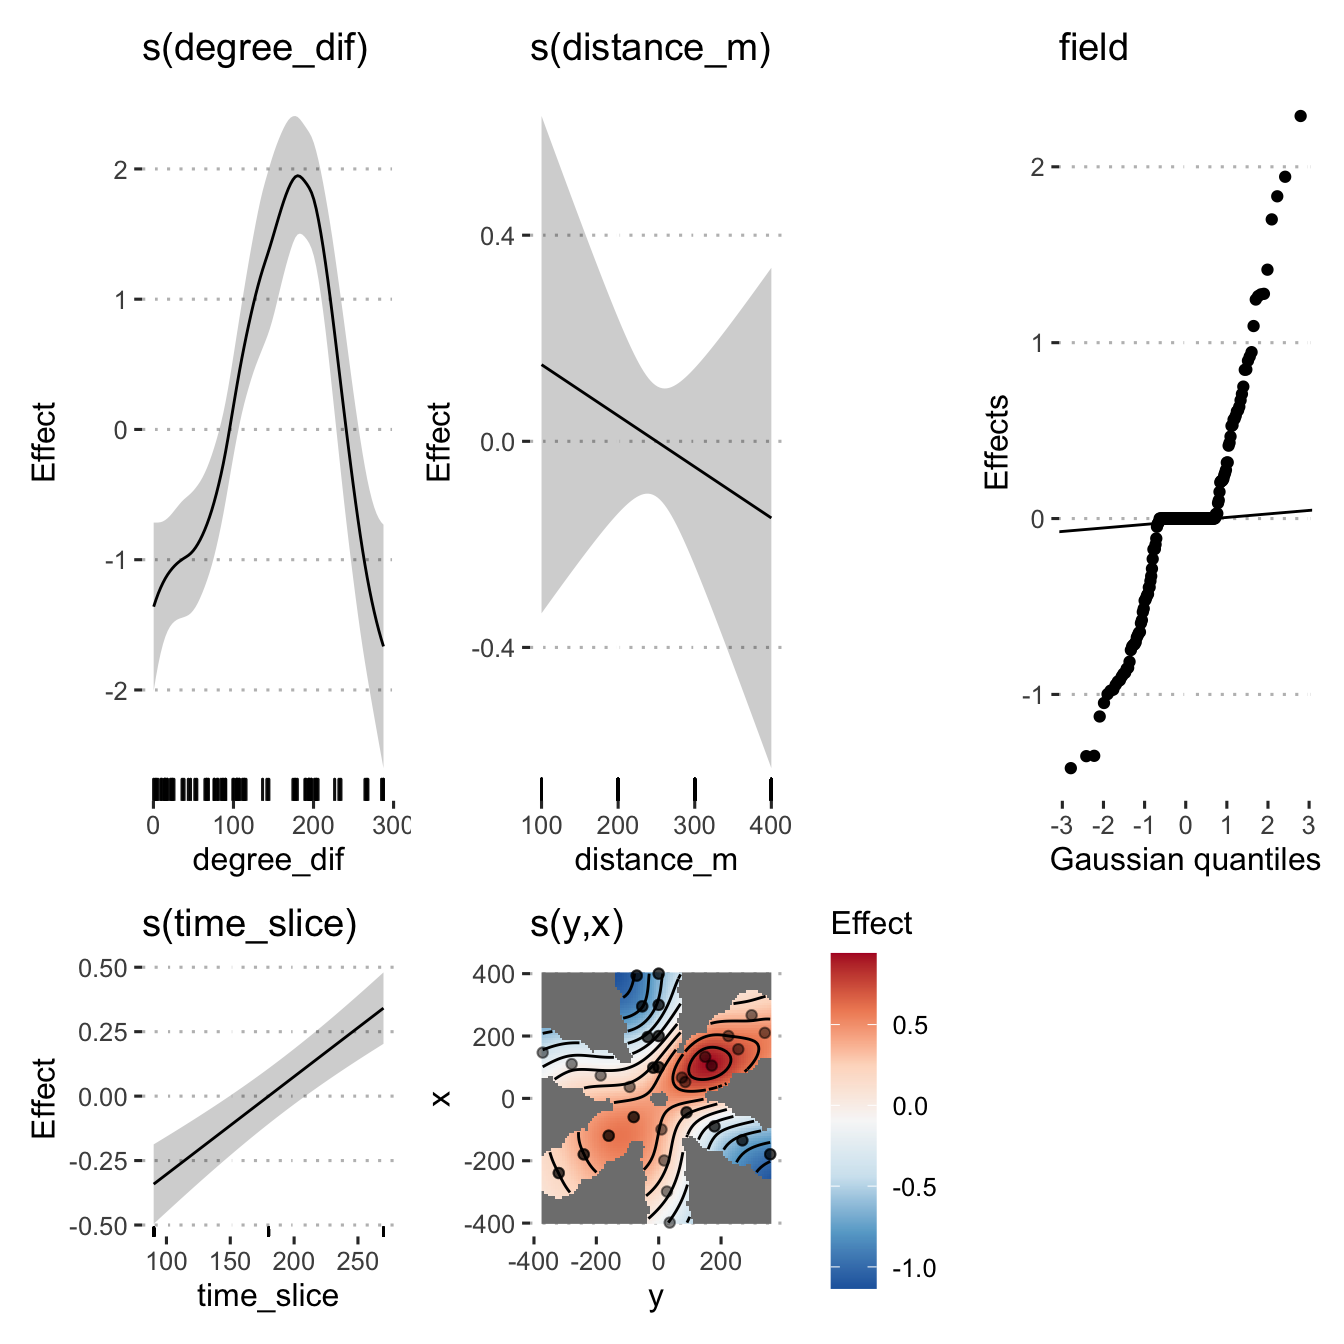 s(degree_dif)
Effect
2
1
0
-1
-2
0 100 200 300
degree_dif
s(distance_m)
Effect
0.4
0.0
-0.4
100 200 300 400
distance_m
field
Effects
2
1
0
-1
-3 -2 -1 0 1 2 3
Gaussian quantiles
s(time_slice)
Effect
0.50
0.25
0.00
-0.25
-0.50
100 150 200 250
time_slice
s(y,x)
x
400
200
0
-200
-400
-400 -200 0 200
y
Effect
0.5
0.0
-0.5
-1.0